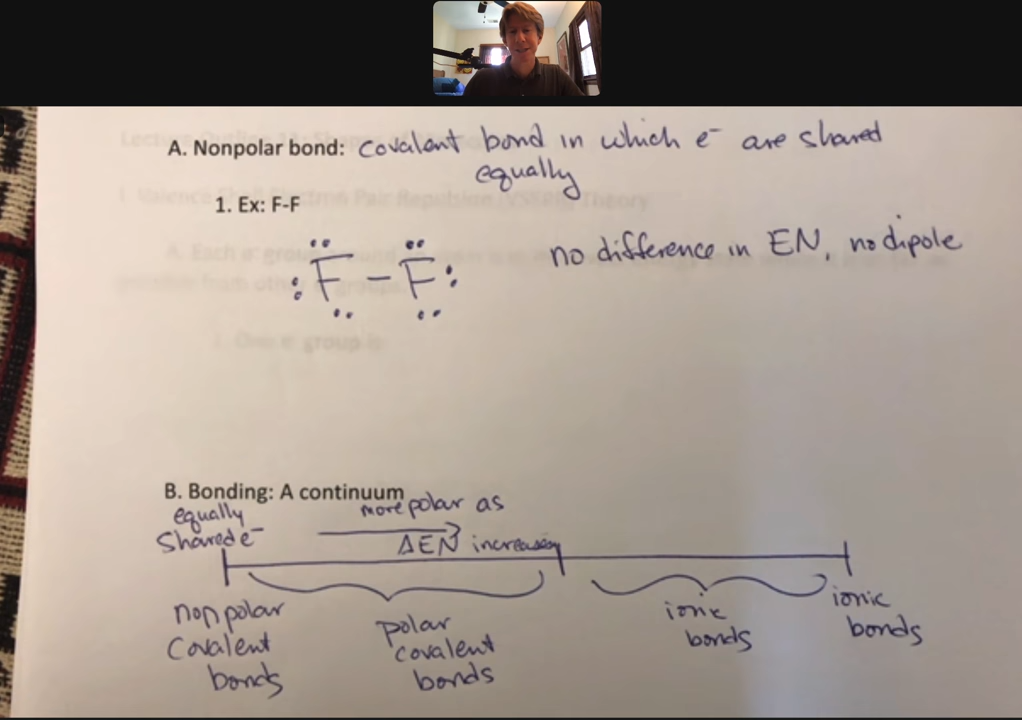 A. Nonpolar bond: Covalent bond in which e⁻ are shared
equally
1. Ex: F-F
no difference in EN, no dipole
:F̈ – F̈:
B. Bonding: A continuum
equally
shared e⁻
more polar as
ΔEN increasing
nonpolar
Covalent
bonds
polar
covalent
bonds
ionic
bonds
ionic
bonds